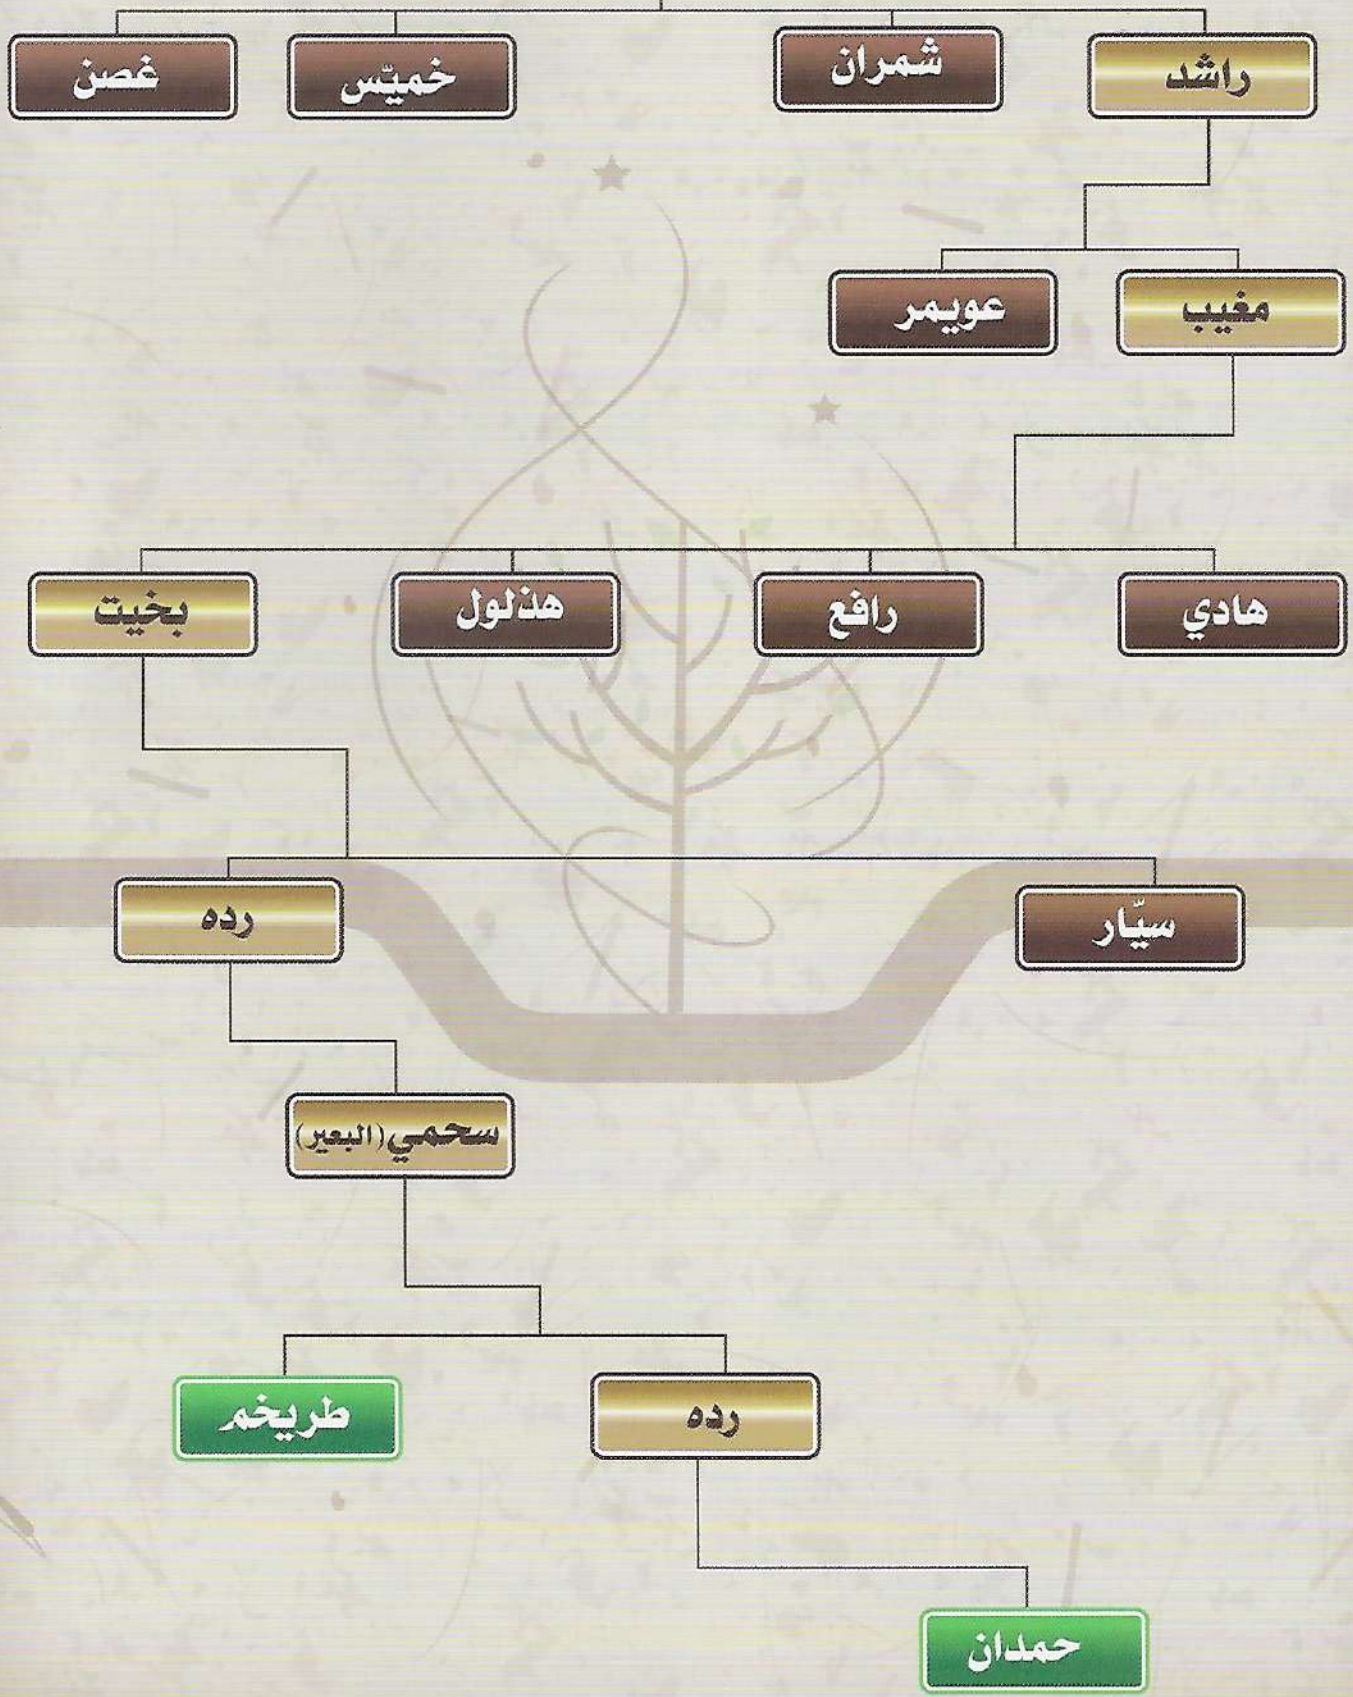 راشد
شمران
خميّس
غصن
مغيب
عويمر
هادي
رافع
هذلول
بخيت
سيّار
رده
سحمي (البعير)
رده
طريخم
حمدان